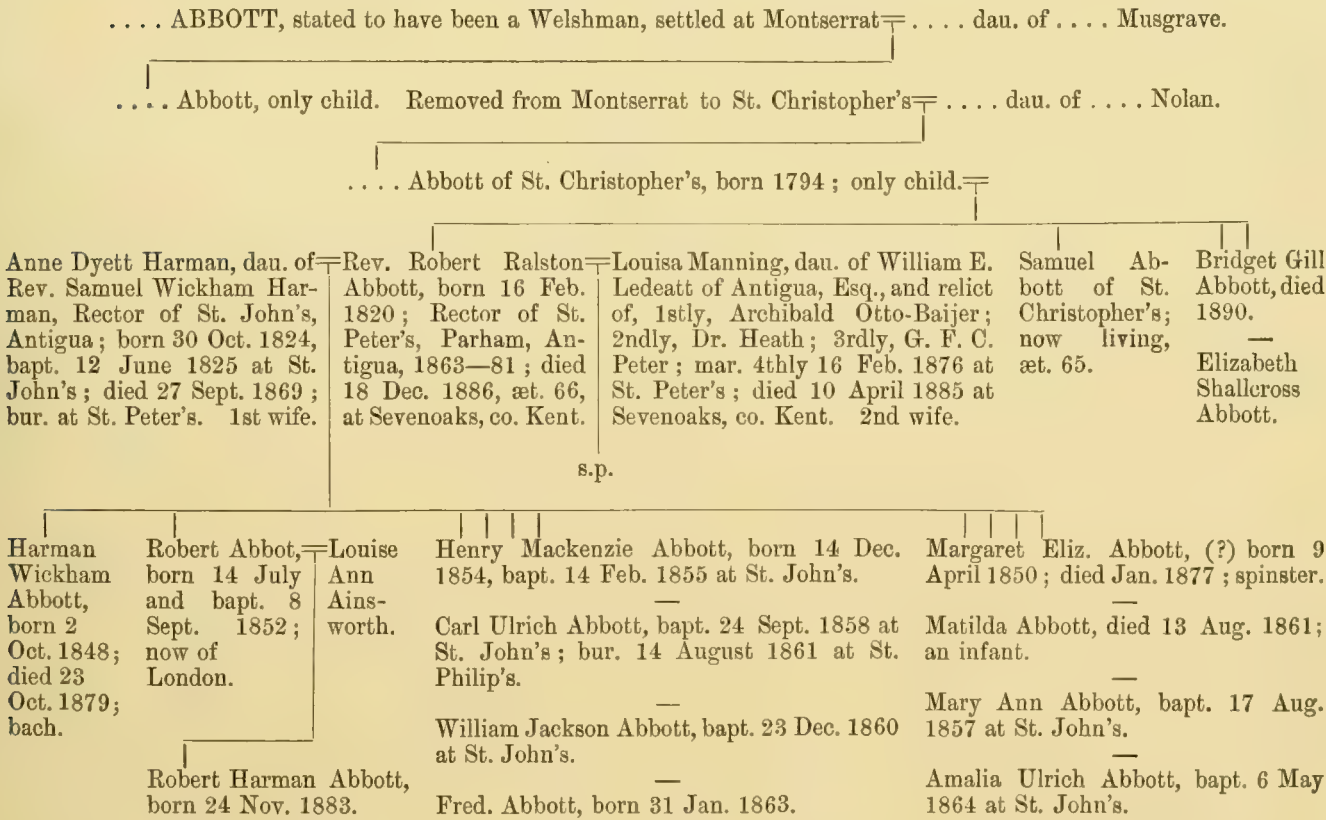 . . . . ABBOTT, stated to have been a Welshman, settled at Montserrat╤ . . . . dau. of . . . . Musgrave.
. . . . Abbott, only child. Removed from Montserrat to St. Christopher's╤ . . . . dau. of . . . . Nolan.
. . . . Abbott of St. Christopher's, born 1794 ; only child.╤
Anne Dyett Harman, dau. of╤
Rev. Samuel Wickham Har-
man, Rector of St. John's,
Antigua ; born 30 Oct. 1824,
bapt. 12 June 1825 at St.
John's ; died 27 Sept. 1869 ;
bur. at St. Peter's. 1st wife.
Rev. Robert Ralston╤
Abbott, born 16 Feb.
1820 ; Rector of St.
Peter's, Parham, An-
tigua, 1863—81 ; died
18 Dec. 1886, æt. 66,
at Sevenoaks, co. Kent.
Louisa Manning, dau. of William E.
Ledeatt of Antigua, Esq., and relict
of, 1stly, Archibald Otto-Baijer ;
2ndly, Dr. Heath ; 3rdly, G. F. C.
Peter ; mar. 4thly 16 Feb. 1876 at
St. Peter's ; died 10 April 1885 at
Sevenoaks, co. Kent. 2nd wife.
Samuel Ab-
bott of St.
Christopher's;
now living,
æt. 65.
Bridget Gill
Abbott, died
1890.
—
Elizabeth
Shallcross
Abbott.
s.p.
Harman
Wickham
Abbott,
born 2
Oct. 1848;
died 23
Oct. 1879;
bach.
Robert Abbot,╤
born 14 July
and bapt. 8
Sept. 1852 ;
now of
London.
Louise
Ann
Ains-
worth.
Henry Mackenzie Abbott, born 14 Dec.
1854, bapt. 14 Feb. 1855 at St. John's.
—
Carl Ulrich Abbott, bapt. 24 Sept. 1858 at
St. John's ; bur. 14 August 1861 at St.
Philip's.
—
William Jackson Abbott, bapt. 23 Dec. 1860
at St. John's.
—
Fred. Abbott, born 31 Jan. 1863.
Margaret Eliz. Abbott, (?) born 9
April 1850 ; died Jan. 1877 ; spinster.
—
Matilda Abbott, died 13 Aug. 1861;
an infant.
—
Mary Ann Abbott, bapt. 17 Aug.
1857 at St. John's.
—
Amalia Ulrich Abbott, bapt. 6 May
1864 at St. John's.
Robert Harman Abbott,
born 24 Nov. 1883.